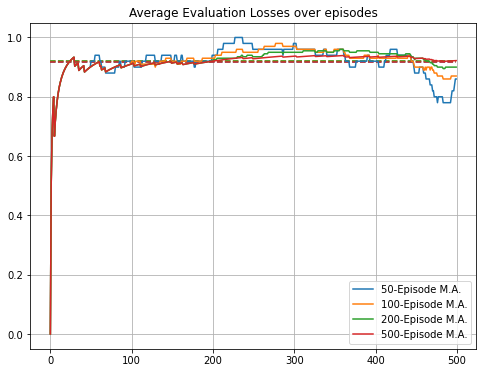 Average Evaluation Losses over episodes
1.0
0.8
0.6
0.4
0.2
0.0
0 100 200 300 400 500
50-Episode M.A.
100-Episode M.A.
200-Episode M.A.
500-Episode M.A.